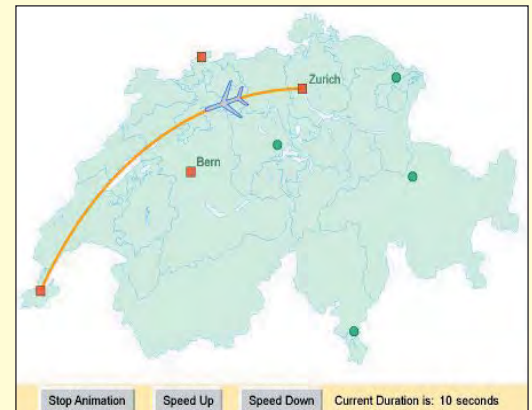 Zurich
Bern
Stop Animation Speed Up Speed Down Current Duration is: 10 seconds